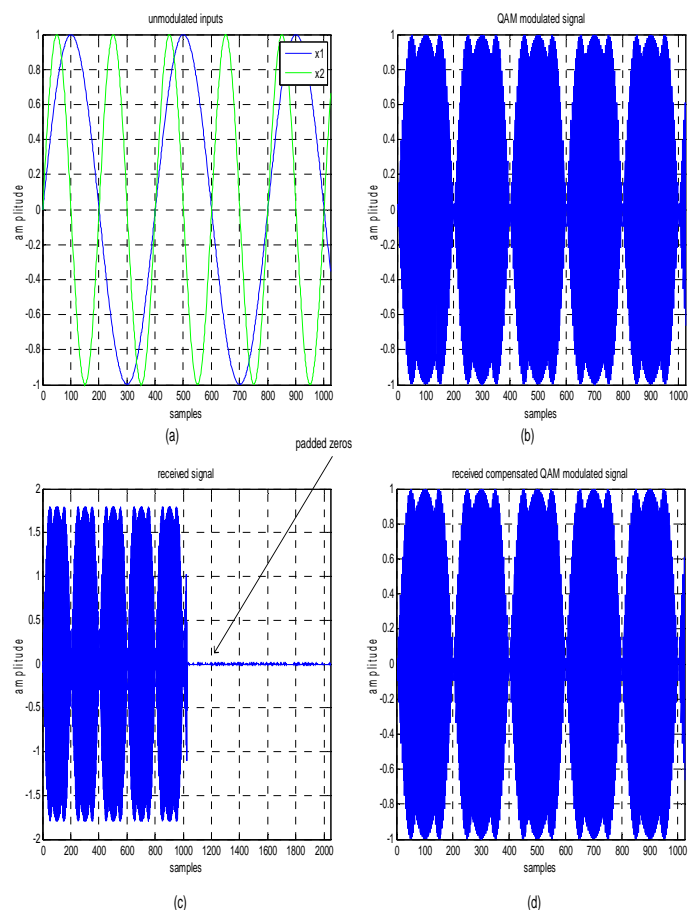 unmodulated inputs
1
0.8
0.6
0.4
0.2
0
-0.2
-0.4
-0.6
-0.8
-1
amplitude
x1
x2
0 100 200 300 400 500 600 700 800 900 1000
samples
(a)
QAM modulated signal
1
0.8
0.6
0.4
0.2
0
-0.2
-0.4
-0.6
-0.8
-1
amplitude
0 100 200 300 400 500 600 700 800 900 1000
samples
(b)
padded zeros
received signal
2
1.5
1
0.5
0
-0.5
-1
-1.5
-2
amplitude
0 200 400 600 800 1000 1200 1400 1600 1800 2000
samples
(c)
received compensated QAM modulated signal
1
0.8
0.6
0.4
0.2
0
-0.2
-0.4
-0.6
-0.8
-1
amplitude
0 100 200 300 400 500 600 700 800 900 1000
samples
(d)